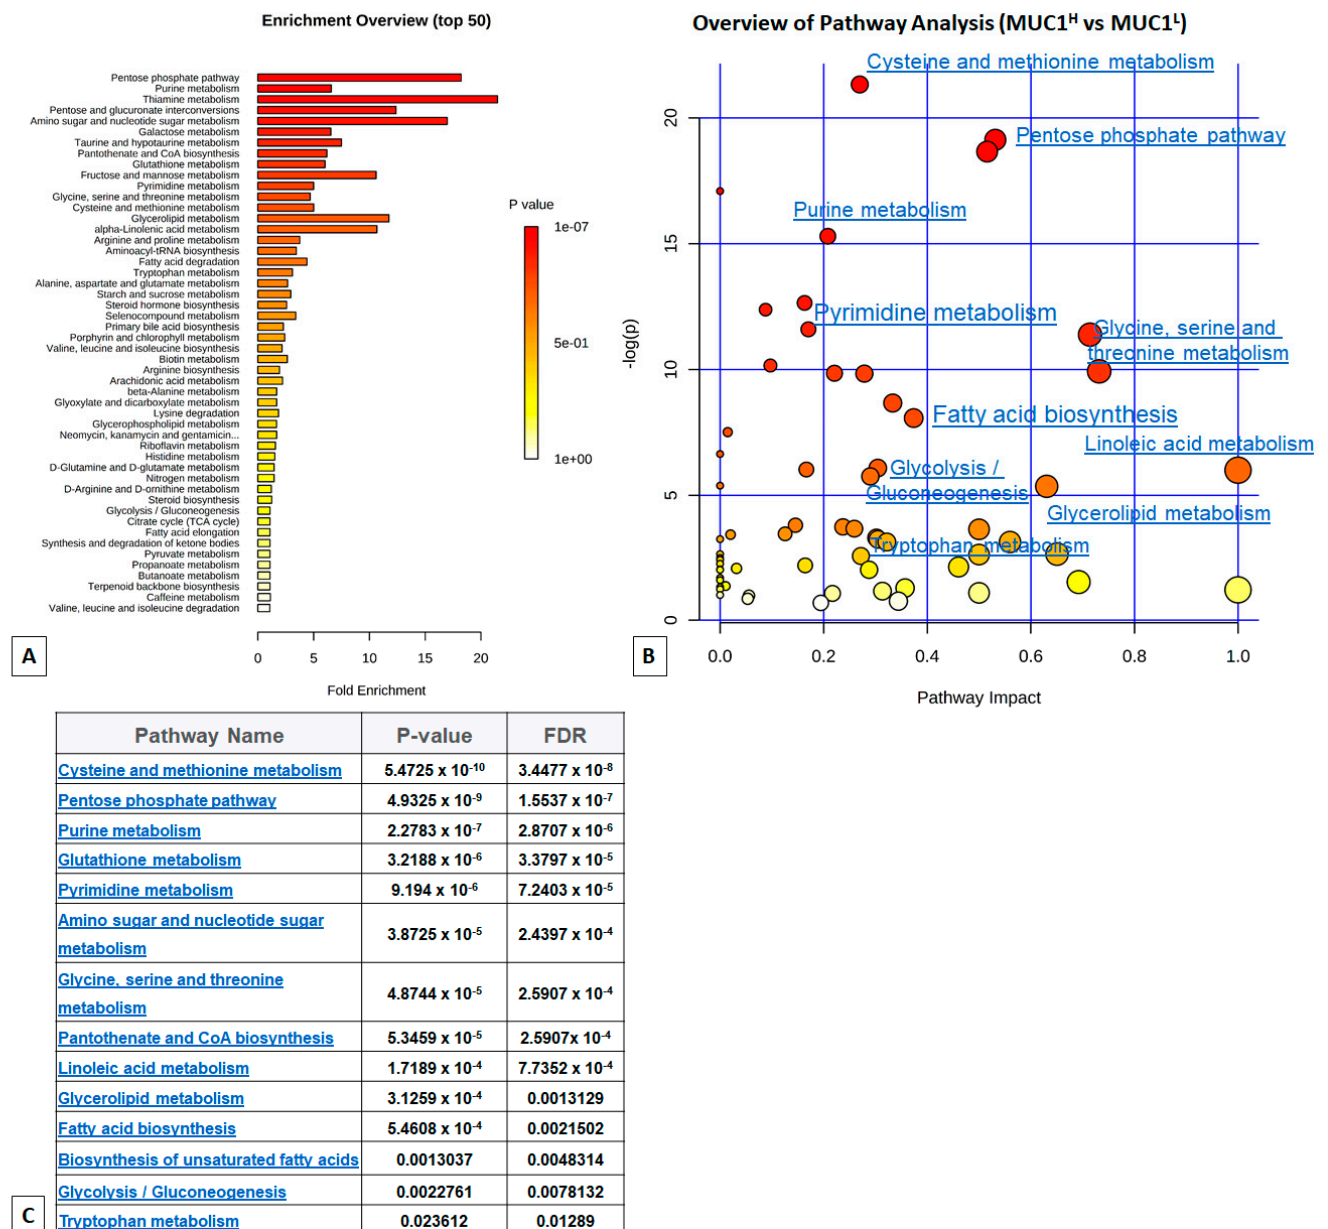 Enrichment Overview (top 50)
Pentose phosphate pathway
Purine metabolism
Thiamine metabolism
Pentose and glucuronate interconversions
Amino sugar and nucleotide sugar metabolism
Galactose metabolism
Taurine and hypotaurine metabolism
Pantothenate and CoA biosynthesis
Glutathione metabolism
Fructose and mannose metabolism
Pyrimidine metabolism
Glycine, serine and threonine metabolism
Cysteine and methionine metabolism
Glycerolipid metabolism
alpha-Linolenic acid metabolism
Arginine and proline metabolism
Aminoacyl-tRNA biosynthesis
Fatty acid degradation
Tryptophan metabolism
Alanine, aspartate and glutamate metabolism
Starch and sucrose metabolism
Steroid hormone biosynthesis
Selenocompound metabolism
Primary bile acid biosynthesis
Porphyrin and chlorophyll metabolism
Valine, leucine and isoleucine biosynthesis
Biotin metabolism
Arginine biosynthesis
Arachidonic acid metabolism
beta-Alanine metabolism
Glyoxylate and dicarboxylate metabolism
Lysine degradation
Glycerophospholipid metabolism
Neomycin, kanamycin and gentamicin...
Riboflavin metabolism
Histidine metabolism
D-Glutamine and D-glutamate metabolism
Nitrogen metabolism
D-Arginine and D-ornithine metabolism
Steroid biosynthesis
Glycolysis / Gluconeogenesis
Citrate cycle (TCA cycle)
Fatty acid elongation
Synthesis and degradation of ketone bodies
Pyruvate metabolism
Propanoate metabolism
Butanoate metabolism
Terpenoid backbone biosynthesis
Caffeine metabolism
Valine, leucine and isoleucine degradation
0 5 10 15 20
Fold Enrichment
P value
1e-07
5e-01
1e+00
A
Overview of Pathway Analysis (MUC1ᴴ vs MUC1ᴸ)
Cysteine and methionine metabolism
Pentose phosphate pathway
Purine metabolism
Pyrimidine metabolism
Glycine, serine and
threonine metabolism
Fatty acid biosynthesis
Linoleic acid metabolism
Glycolysis /
Gluconeogenesis
Glycerolipid metabolism
Tryptophan metabolism
-log(p)
20
15
10
5
0
0.0 0.2 0.4 0.6 0.8 1.0
Pathway Impact
B
Pathway Name P-value FDR
Cysteine and methionine metabolism 5.4725 x 10⁻¹⁰ 3.4477 x 10⁻⁸
Pentose phosphate pathway 4.9325 x 10⁻⁹ 1.5537 x 10⁻⁷
Purine metabolism 2.2783 x 10⁻⁷ 2.8707 x 10⁻⁶
Glutathione metabolism 3.2188 x 10⁻⁶ 3.3797 x 10⁻⁵
Pyrimidine metabolism 9.194 x 10⁻⁶ 7.2403 x 10⁻⁵
Amino sugar and nucleotide sugar
metabolism 3.8725 x 10⁻⁵ 2.4397 x 10⁻⁴
Glycine, serine and threonine
metabolism 4.8744 x 10⁻⁵ 2.5907 x 10⁻⁴
Pantothenate and CoA biosynthesis 5.3459 x 10⁻⁵ 2.5907x 10⁻⁴
Linoleic acid metabolism 1.7189 x 10⁻⁴ 7.7352 x 10⁻⁴
Glycerolipid metabolism 3.1259 x 10⁻⁴ 0.0013129
Fatty acid biosynthesis 5.4608 x 10⁻⁴ 0.0021502
Biosynthesis of unsaturated fatty acids 0.0013037 0.0048314
Glycolysis / Gluconeogenesis 0.0022761 0.0078132
Tryptophan metabolism 0.023612 0.01289
C